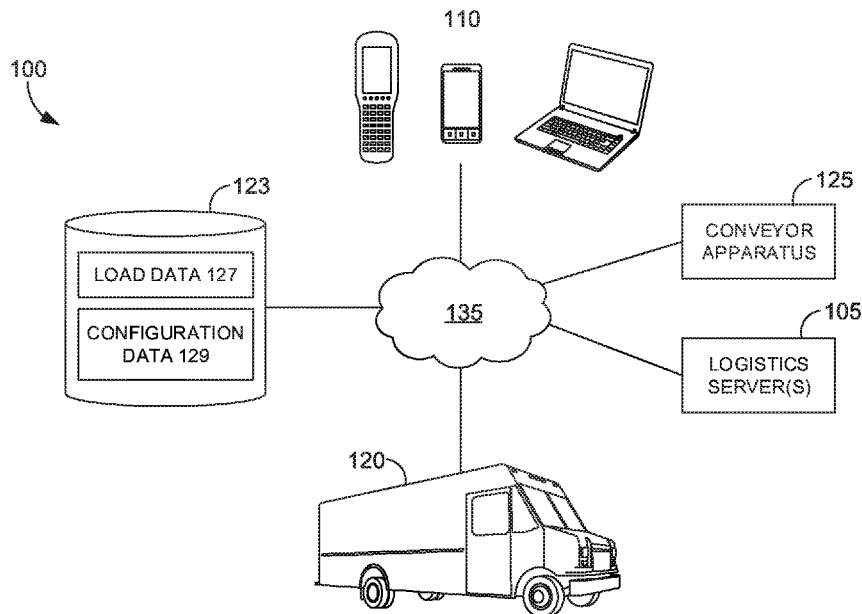 110
100
123
125
CONVEYOR
APPARATUS
LOAD DATA 127
135
105
CONFIGURATION
DATA 129
LOGISTICS
SERVER(S)
120